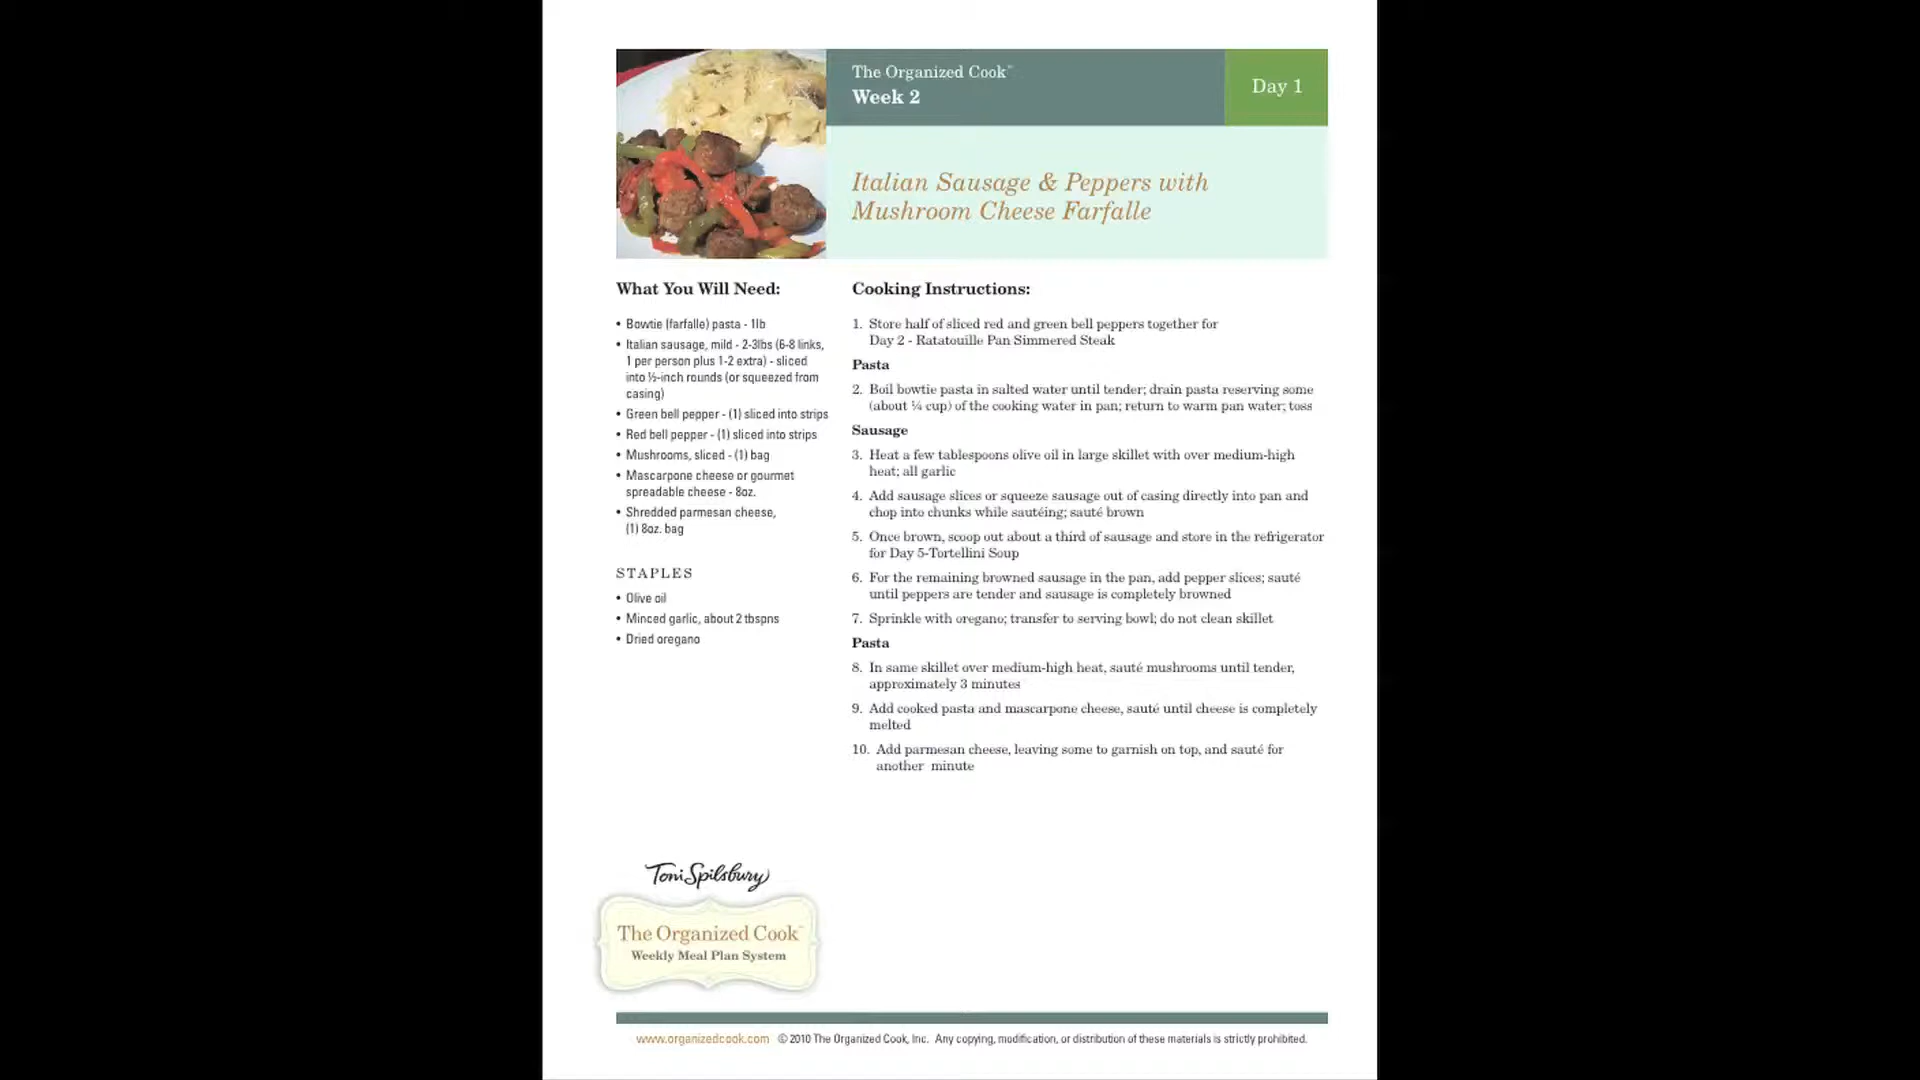 The Organized Cook™
Week 2
Day 1
Italian Sausage & Peppers with
Mushroom Cheese Farfalle
What You Will Need:
• Bowtie (farfalle) pasta - 1lb
• Italian sausage, mild - 2-3lbs (6-8 links,
1 per person plus 1-2 extra) - sliced
into ½-inch rounds (or squeezed from
casing)
• Green bell pepper - (1) sliced into strips
• Red bell pepper - (1) sliced into strips
• Mushrooms, sliced - (1) bag
• Mascarpone cheese or gourmet
spreadable cheese - 8oz.
• Shredded parmesan cheese,
(1) 8oz. bag
STAPLES
• Olive oil
• Minced garlic, about 2 tbspns
• Dried oregano
Cooking Instructions:
1. Store half of sliced red and green bell peppers together for
Day 2 - Ratatouille Pan Simmered Steak
Pasta
2. Boil bowtie pasta in salted water until tender; drain pasta reserving some
(about ¼ cup) of the cooking water in pan; return to warm pan water; toss
Sausage
3. Heat a few tablespoons olive oil in large skillet with over medium-high
heat; all garlic
4. Add sausage slices or squeeze sausage out of casing directly into pan and
chop into chunks while sautéing; sauté brown
5. Once brown, scoop out about a third of sausage and store in the refrigerator
for Day 5-Tortellini Soup
6. For the remaining browned sausage in the pan, add pepper slices; sauté
until peppers are tender and sausage is completely browned
7. Sprinkle with oregano; transfer to serving bowl; do not clean skillet
Pasta
8. In same skillet over medium-high heat, sauté mushrooms until tender,
approximately 3 minutes
9. Add cooked pasta and mascarpone cheese, sauté until cheese is completely
melted
10. Add parmesan cheese, leaving some to garnish on top, and sauté for
another minute
Toni Spilsbury
The Organized Cook™
Weekly Meal Plan System
www.organizedcook.com © 2010 The Organized Cook, Inc. Any copying, modification, or distribution of these materials is strictly prohibited.